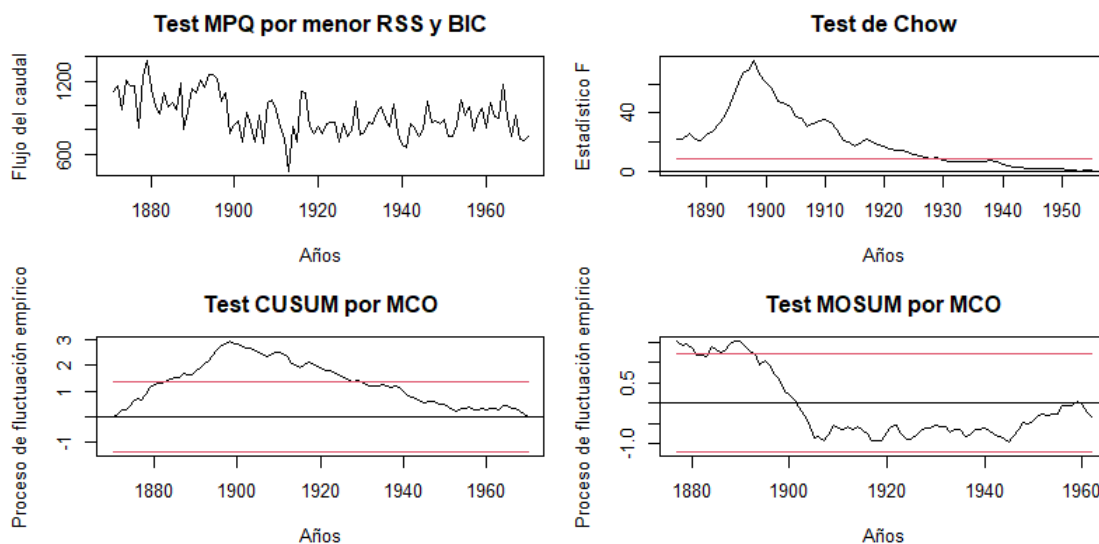 Test MPQ por menor RSS y BIC
Flujo del caudal
1200
600
1880 1900 1920 1940 1960
Años
Test de Chow
Estadístico F
40
0
1890 1900 1910 1920 1930 1940 1950
Años
Test CUSUM por MCO
Proceso de fluctuación empírico
3
2
1
-1
1880 1900 1920 1940 1960
Años
Test MOSUM por MCO
Proceso de fluctuación empírico
0.5
-1.0
1880 1900 1920 1940 1960
Años